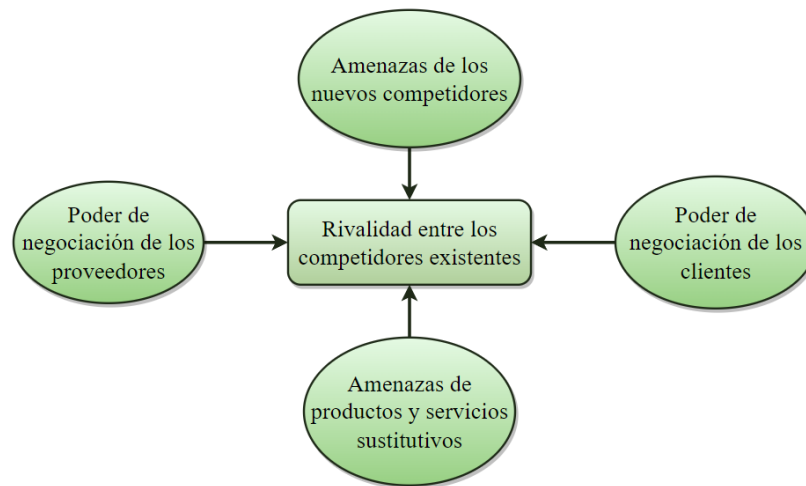 Amenazas de los
nuevos competidores
Poder de
negociación de los
proveedores
Rivalidad entre los
competidores existentes
Poder de
negociación de los
clientes
Amenazas de
productos y servicios
sustitutivos